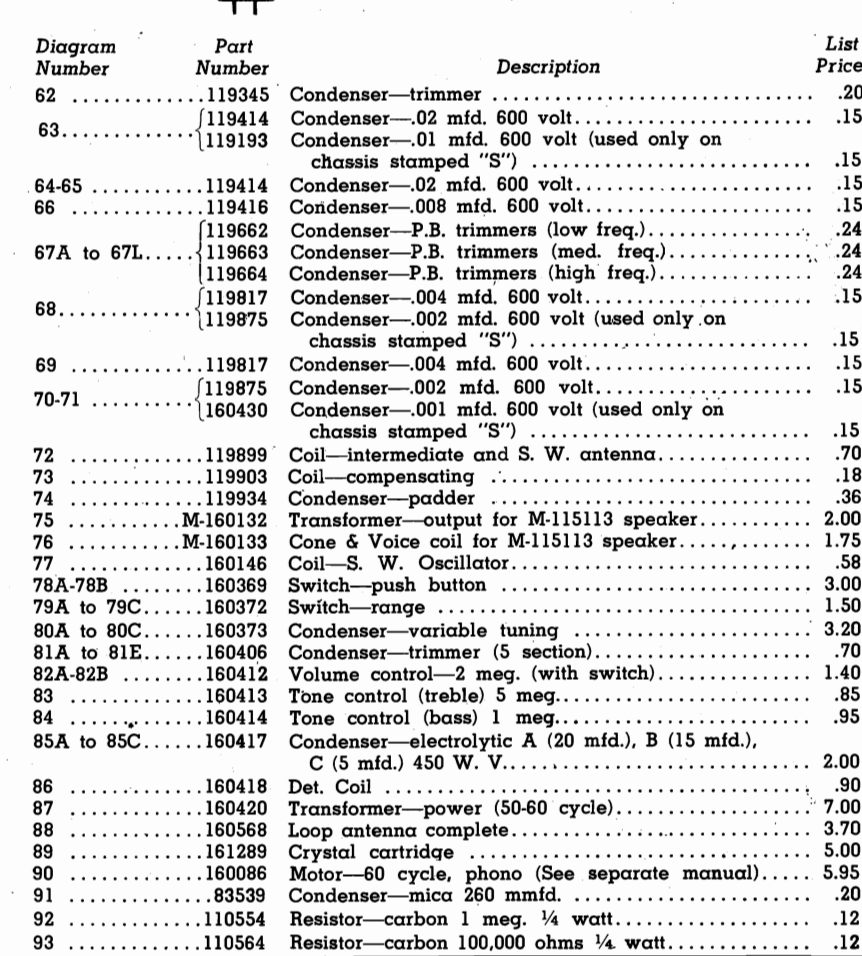 Diagram Number Part Number Description List Price
62 .............119345 Condenser—trimmer ................................ .20
63............. {119414 Condenser—.02 mfd. 600 volt........................ .15
{119193 Condenser—.01 mfd. 600 volt (used only on
chassis stamped "S") ........................... .15
64-65 ...........119414 Condenser—.02 mfd. 600 volt........................ .15
66 .............119416 Condenser—.008 mfd. 600 volt....................... .15
{119662 Condenser—P.B. trimmers (low freq.)................ .24
67A to 67L..... {119663 Condenser—P.B. trimmers (med. freq.)............... .24
{119664 Condenser—P.B. trimmers (high freq.)............... .24
68............. {119817 Condenser—.004 mfd. 600 volt....................... .15
{119875 Condenser—.002 mfd. 600 volt (used only on
chassis stamped "S") ........................... .15
69 .............119817 Condenser—.004 mfd. 600 volt....................... .15
70-71 .......... {119875 Condenser—.002 mfd. 600 volt...................... .15
{160430 Condenser—.001 mfd. 600 volt (used only on
chassis stamped "S") ........................... .15
72 .............119899 Coil—intermediate and S. W. antenna................ .70
73 .............119903 Coil—compensating ................................ .18
74 .............119934 Condenser—padder ................................ .36
75 ...........M-160132 Transformer—output for M-115113 speaker........... 2.00
76 ...........M-160133 Cone & Voice coil for M-115113 speaker............. 1.75
77 .............160146 Coil—S. W. Oscillator.............................. .58
78A-78B ........160369 Switch—push button ............................... 3.00
79A to 79C......160372 Switch—range ..................................... 1.50
80A to 80C......160373 Condenser—variable tuning ........................ 3.20
81A to 81E......160406 Condenser—trimmer (5 section)...................... .70
82A-82B ........160412 Volume control—2 meg. (with switch)................ 1.40
83 .............160413 Tone control (treble) 5 meg........................ .85
84 .............160414 Tone control (bass) 1 meg.......................... .95
85A to 85C......160417 Condenser—electrolytic A (20 mfd.), B (15 mfd.),
C (5 mfd.) 450 W. V.............................. 2.00
86 .............160418 Det. Coil ........................................ .90
87 .............160420 Transformer—power (50-60 cycle).................... 7.00
88 .............160568 Loop antenna complete.............................. 3.70
89 .............161289 Crystal cartridge ................................ 5.00
90 .............160086 Motor—60 cycle, phono (See separate manual)..... 5.95
91 ..............83539 Condenser—mica 260 mmfd. ......................... .20
92 .............110554 Resistor—carbon 1 meg. ¼ watt..................... .12
93 .............110564 Resistor—carbon 100,000 ohms ¼ watt............... .12